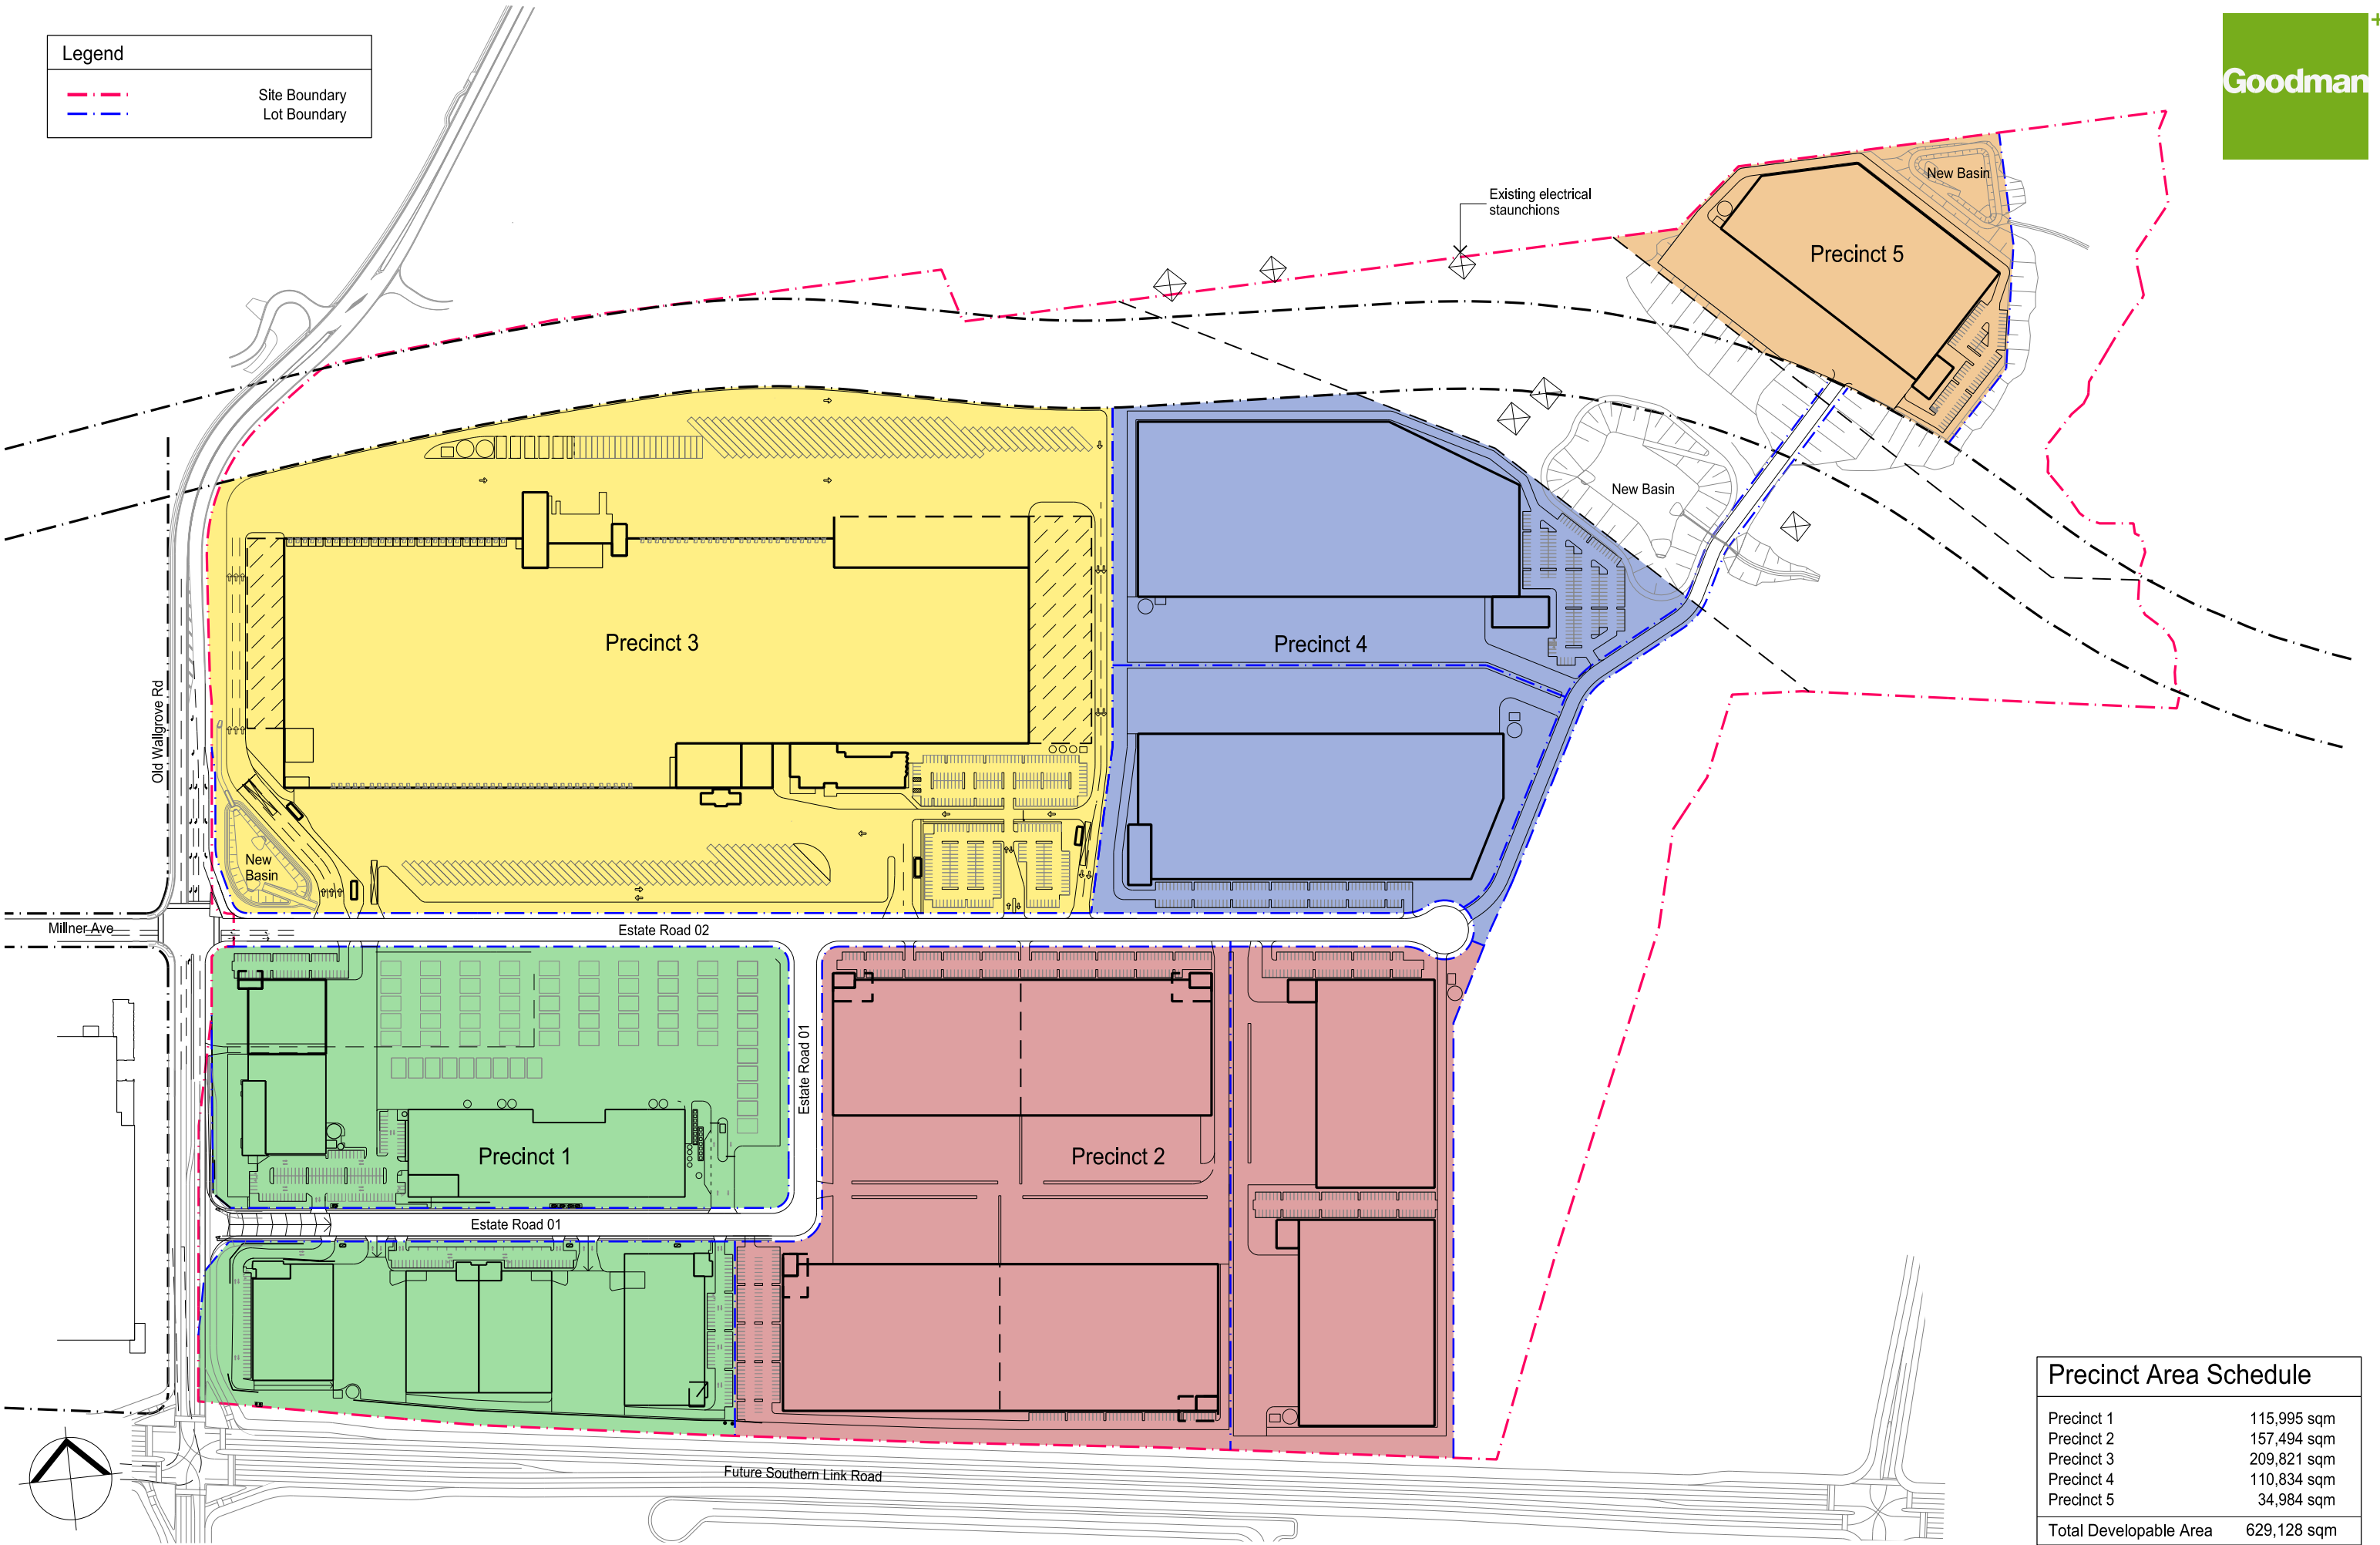 Legend
Site Boundary
Lot Boundary
+
Goodman
Existing electrical
staunchions
New Basin
Precinct 5
New Basin
Precinct 3
Precinct 4
Old Wallgrove Rd
New
Basin
Millner Ave
Estate Road 02
Estate Road 01
Precinct 1
Precinct 2
Estate Road 01
Future Southern Link Road
Precinct Area Schedule
Precinct 1 115,995 sqm
Precinct 2 157,494 sqm
Precinct 3 209,821 sqm
Precinct 4 110,834 sqm
Precinct 5 34,984 sqm
Total Developable Area 629,128 sqm